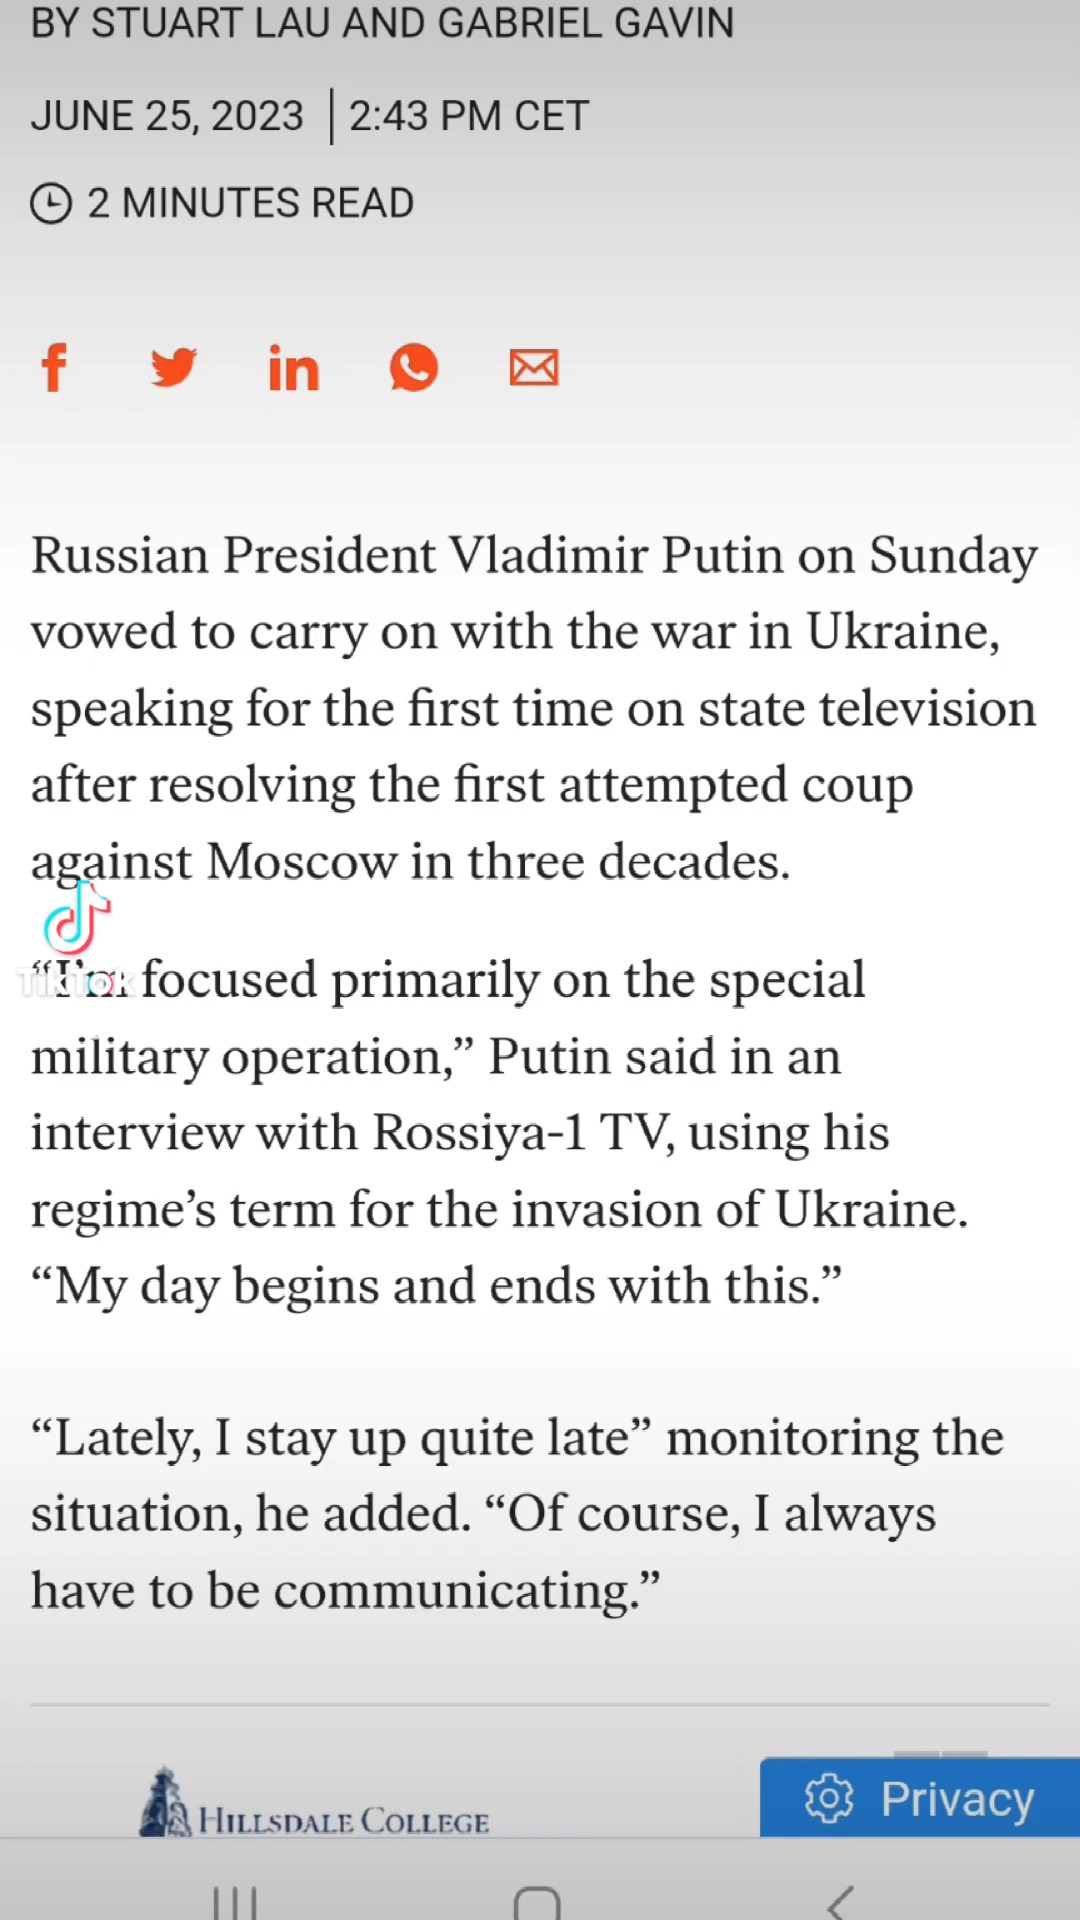 BY STUART LAU AND GABRIEL GAVIN
JUNE 25, 2023 | 2:43 PM CET
2 MINUTES READ
Russian President Vladimir Putin on Sunday
vowed to carry on with the war in Ukraine,
speaking for the first time on state television
after resolving the first attempted coup
against Moscow in three decades.
TikTok
“I’m focused primarily on the special
military operation,” Putin said in an
interview with Rossiya-1 TV, using his
regime’s term for the invasion of Ukraine.
“My day begins and ends with this.”
“Lately, I stay up quite late” monitoring the
situation, he added. “Of course, I always
have to be communicating.”
HILLSDALE COLLEGE
Privacy